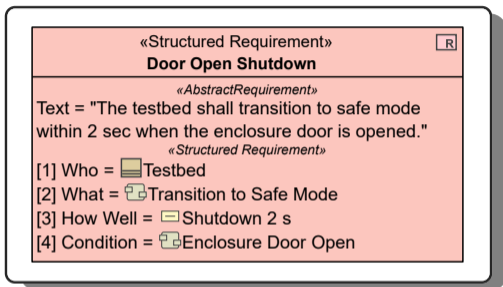 «Structured Requirement»
R
Door Open Shutdown
«AbstractRequirement»
Text = "The testbed shall transition to safe mode
within 2 sec when the enclosure door is opened."
«Structured Requirement»
[1] Who = Testbed
[2] What = Transition to Safe Mode
[3] How Well = Shutdown 2 s
[4] Condition = Enclosure Door Open